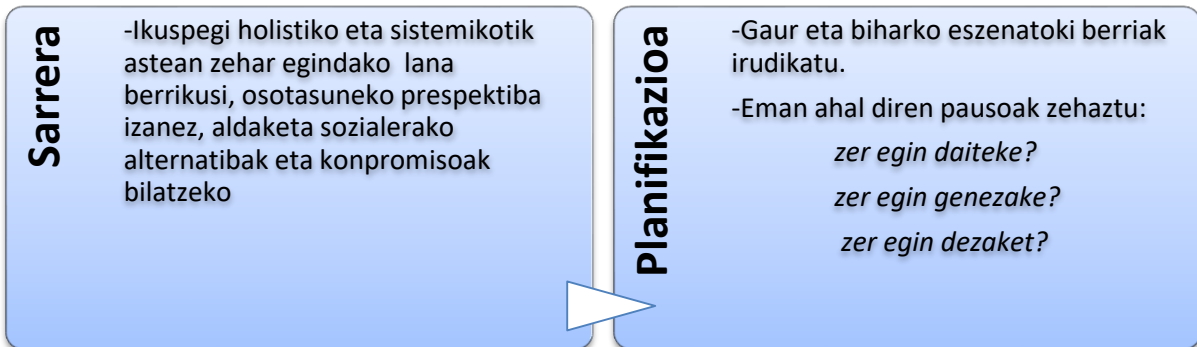 Sarrera
-Ikuspegi holistiko eta sistemikotik
astean zehar egindako lana
berrikusi, osotasuneko prespektiba
izanez, aldaketa sozialerako
alternatibak eta konpromisoak
bilatzeko
Planifikazioa
-Gaur eta biharko eszenatoki berriak
irudikatu.
-Eman ahal diren pausoak zehaztu:
zer egin daiteke?
zer egin genezake?
zer egin dezaket?